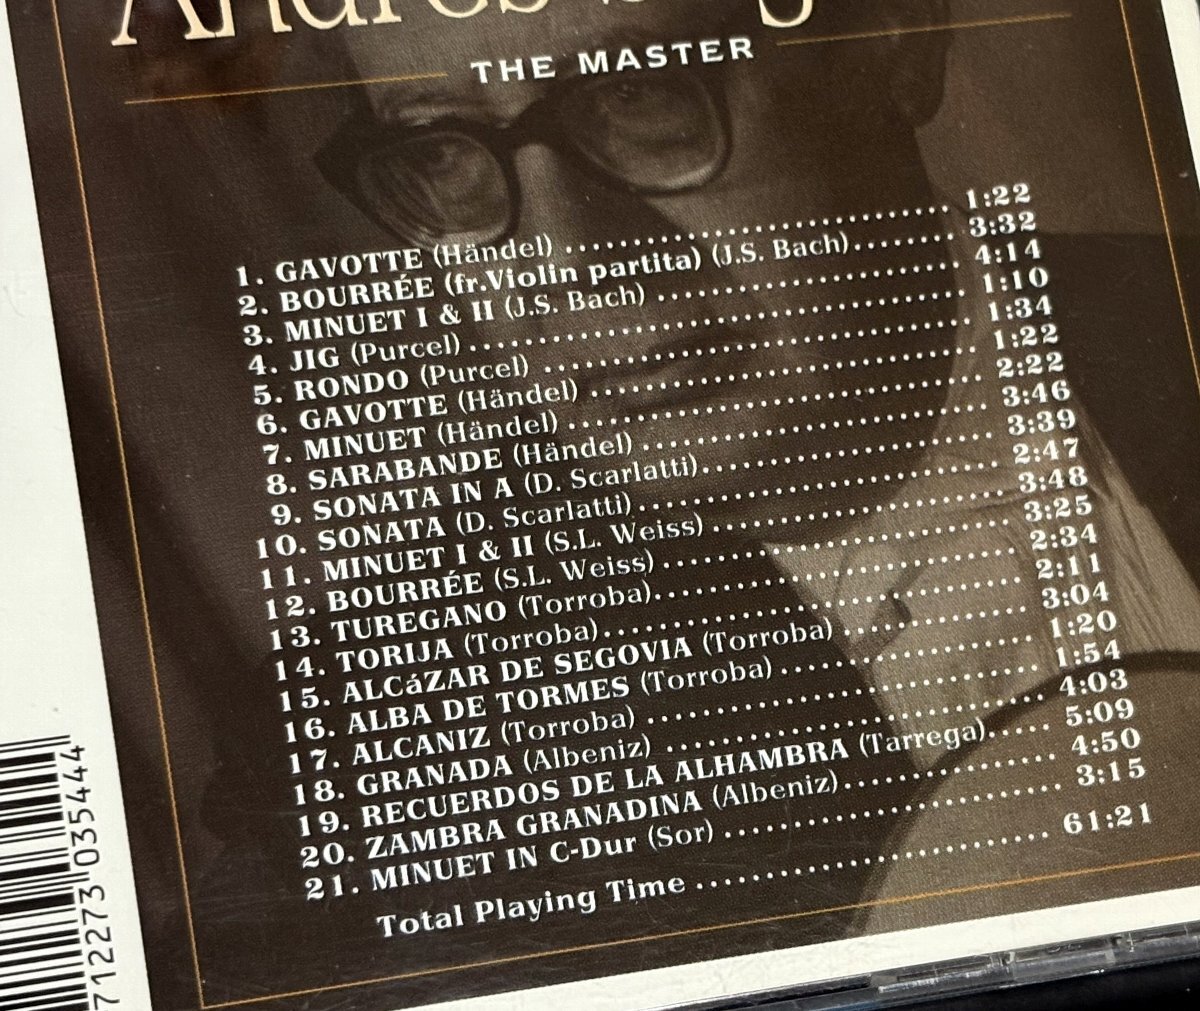 THE MASTER
1. GAVOTTE (Händel) 1:22
2. BOURRÉE (fr.Violin partita) (J.S. Bach) 3:32
3. MINUET I & II (J.S. Bach) 4:14
4. JIG (Purcel) 1:10
5. RONDO (Purcel) 1:34
6. GAVOTTE (Händel) 1:22
7. MINUET (Händel) 2:22
8. SARABANDE (Händel) 3:46
9. SONATA IN A (D. Scarlatti) 3:39
10. SONATA (D. Scarlatti) 2:47
11. MINUET I & II (S.L. Weiss) 3:48
12. BOURRÉE (S.L. Weiss) 3:25
13. TUREGANO (Torroba) 2:34
14. TORIJA (Torroba) 2:11
15. ALCáZAR DE SEGOVIA (Torroba) 3:04
16. ALBA DE TORMES (Torroba) 1:20
17. ALCANIZ (Torroba) 1:54
18. GRANADA (Albeniz) 4:03
19. RECUERDOS DE LA ALHAMBRA (Tarrega) 5:09
20. ZAMBRA GRANADINA (Albeniz) 4:50
21. MINUET IN C-Dur (Sor) 3:15
Total Playing Time 61:21
712273 035444